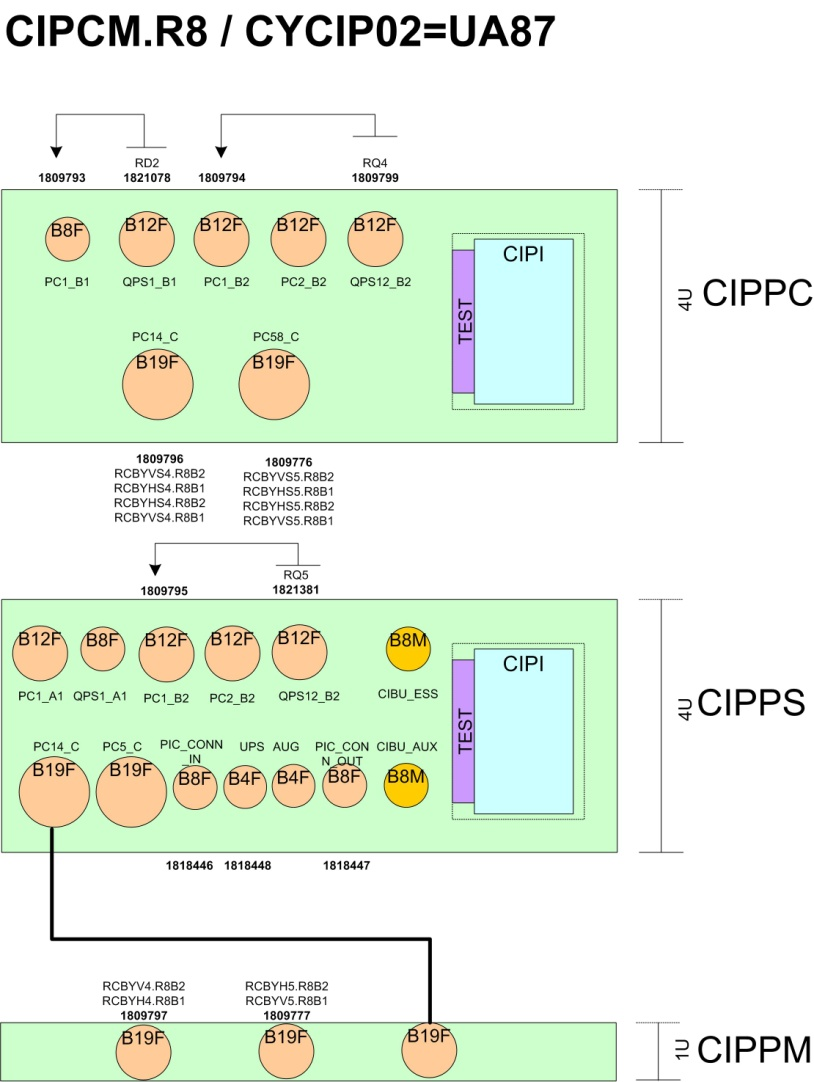 CIPCM.R8 / CYCIP02=UA87
RD2
RQ4
1809793
1821078
1809794
1809799
B8F
B12F
B12F
B12F
B12F
PC1_B1
QPS1_B1
PC1_B2
PC2_B2
QPS12_B2
CIPI
TEST
4U
CIPPC
PC14_C
PC58_C
B19F
B19F
1809796
RCBYVS4.R8B2
RCBYHS4.R8B1
RCBYHS4.R8B2
RCBYVS4.R8B1
1809776
RCBYVS5.R8B2
RCBYHS5.R8B1
RCBYHS5.R8B2
RCBYVS5.R8B1
RQ5
1809795
1821381
B12F
B8F
B12F
B12F
B12F
B8M
PC1_A1
QPS1_A1
PC1_B2
PC2_B2
QPS12_B2
CIBU_ESS
CIPI
TEST
4U
CIPPS
PC14_C
PC5_C
PIC_CONN
_IN
UPS
AUG
PIC_CON
N_OUT
CIBU_AUX
B19F
B19F
B8F
B4F
B4F
B8F
B8M
1818446
1818448
1818447
RCBYV4.R8B2
RCBYH4.R8B1
1809797
RCBYH5.R8B2
RCBYV5.R8B1
1809777
B19F
B19F
B19F
1U
CIPPM